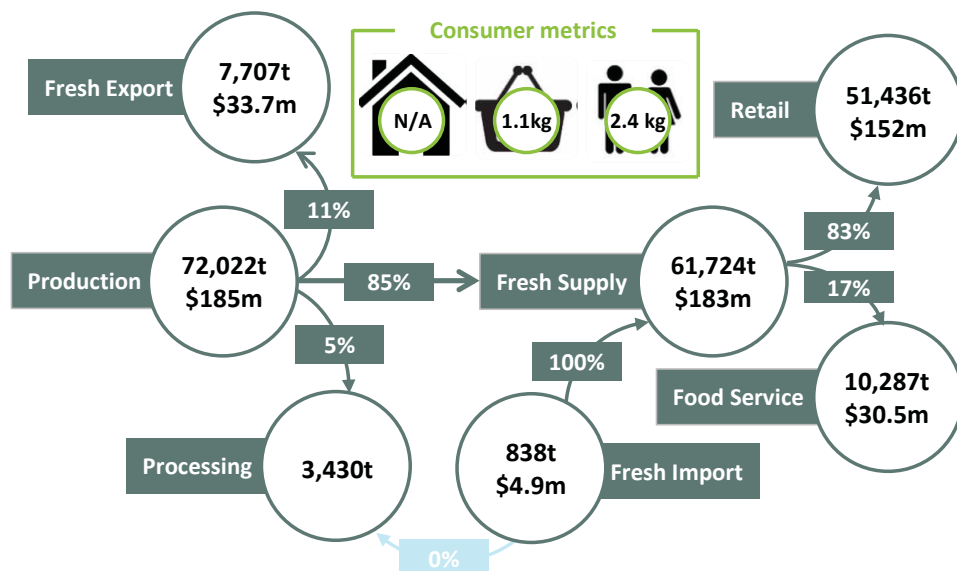 Consumer metrics
Fresh Export
7,707t
$33.7m
N/A
1.1kg
2.4 kg
Retail
51,436t
$152m
11%
83%
Production
72,022t
$185m
85%
Fresh Supply
61,724t
$183m
17%
5%
100%
Food Service
10,287t
$30.5m
Processing
3,430t
838t
$4.9m
Fresh Import
0%